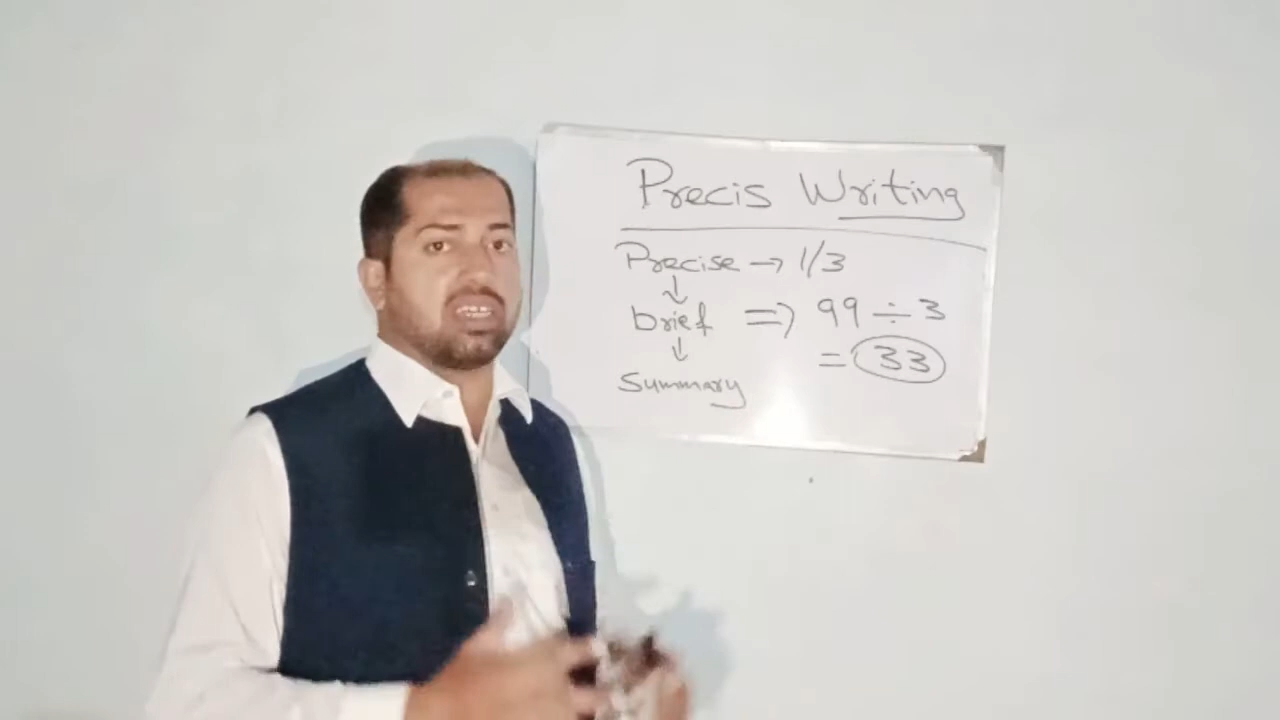 Precis Writing
Precise → 1/3
↓
brief ⇒ 99 ÷ 3
↓
= 33
Summary